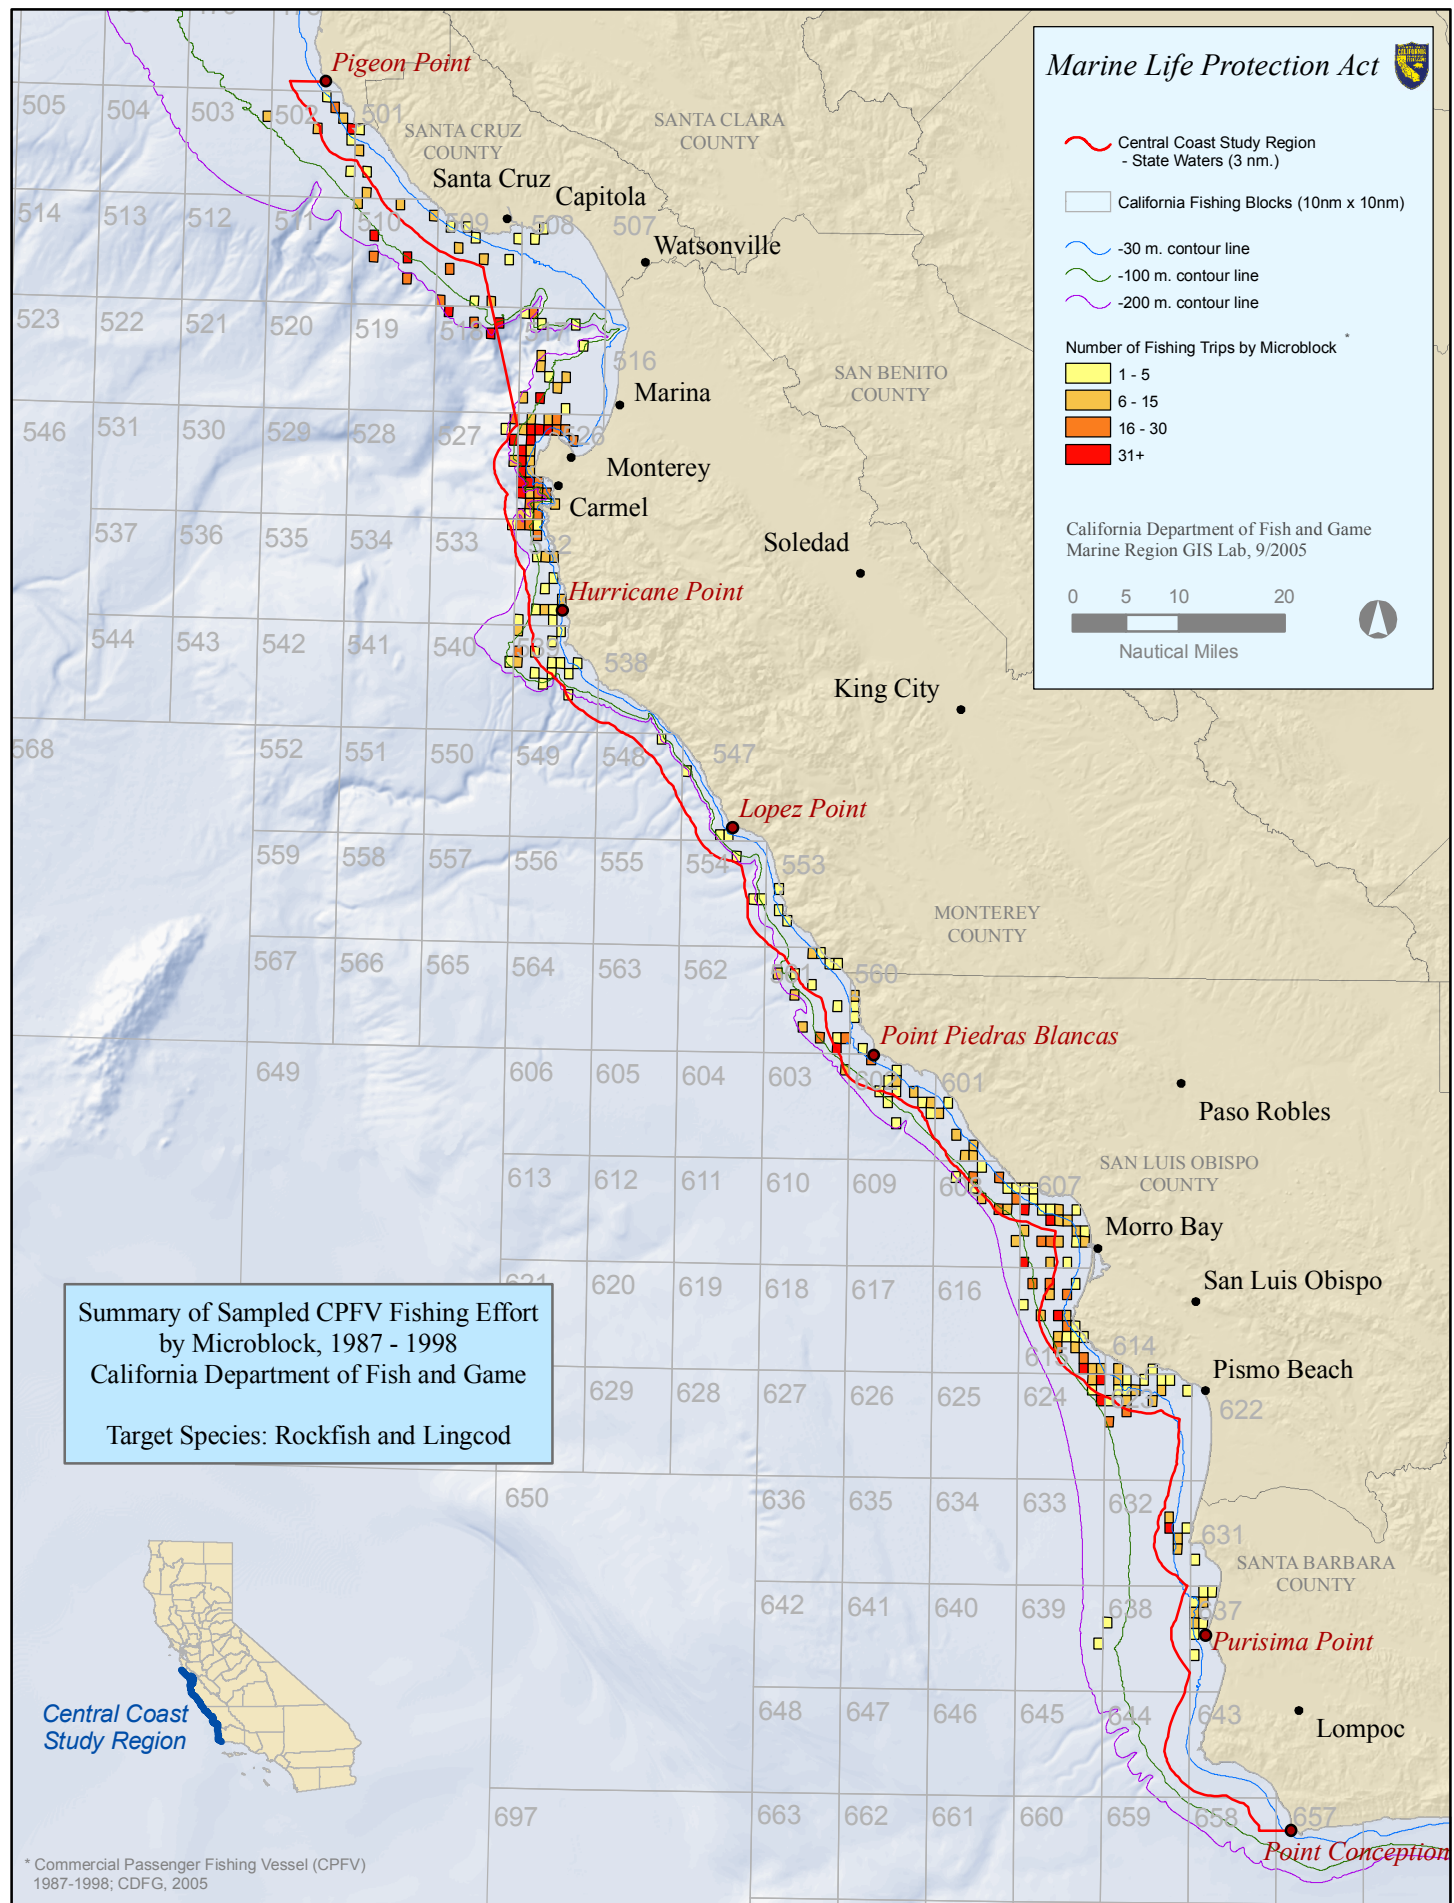 Pigeon Point
Marine Life Protection Act
Central Coast Study Region
- State Waters (3 nm.)
California Fishing Blocks (10nm x 10nm)
-30 m. contour line
-100 m. contour line
-200 m. contour line
Number of Fishing Trips by Microblock *
1 - 5
6 - 15
16 - 30
31+
California Department of Fish and Game
Marine Region GIS Lab, 9/2005
0 5 10 20
Nautical Miles
505 504 503 502 501
SANTA CRUZ
COUNTY
SANTA CLARA
COUNTY
Santa Cruz
Capitola
514 513 512 511 510 509 508 507
Watsonville
523 522 521 520 519 518 517 516
SAN BENITO
COUNTY
Marina
546 531 530 529 528 527 526
Monterey
Carmel
537 536 535 534 533 532
Soledad
Hurricane Point
544 543 542 541 540 539 538
King City
568 552 551 550 549 548 547
Lopez Point
559 558 557 556 555 554 553
MONTEREY
COUNTY
567 566 565 564 563 562 561 560
Point Piedras Blancas
649 606 605 604 603 602 601
Paso Robles
SAN LUIS OBISPO
COUNTY
613 612 611 610 609 608 607
Morro Bay
San Luis Obispo
621 620 619 618 617 616 615 614
Summary of Sampled CPFV Fishing Effort
by Microblock, 1987 - 1998
California Department of Fish and Game
Target Species: Rockfish and Lingcod
Pismo Beach
629 628 627 626 625 624 623 622
650 636 635 634 633 632 631
SANTA BARBARA
COUNTY
642 641 640 639 638 637
Purisima Point
648 647 646 645 644 643
Lompoc
Central Coast
Study Region
697 663 662 661 660 659 658 657
Point Conception
* Commercial Passenger Fishing Vessel (CPFV)
1987-1998; CDFG, 2005